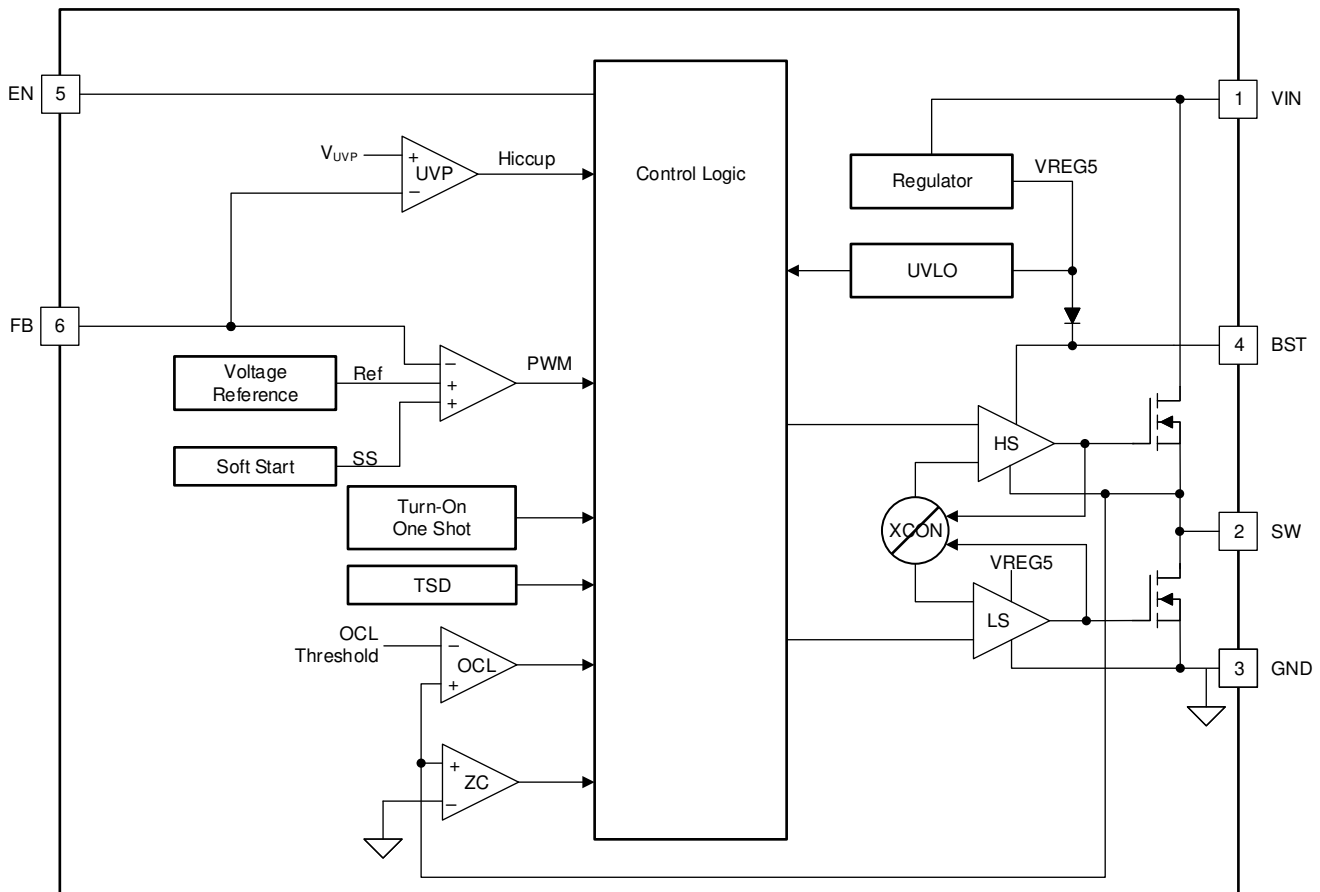 EN
5
V_UVP
+
UVP
−
Hiccup
Control Logic
1
VIN
Regulator
VREG5
UVLO
FB
6
4
BST
Voltage
Reference
Ref
−
+
+
PWM
Soft Start
SS
HS
Turn-On
One Shot
XCON
2
SW
TSD
VREG5
LS
OCL
Threshold
−
OCL
+
3
GND
+
ZC
−